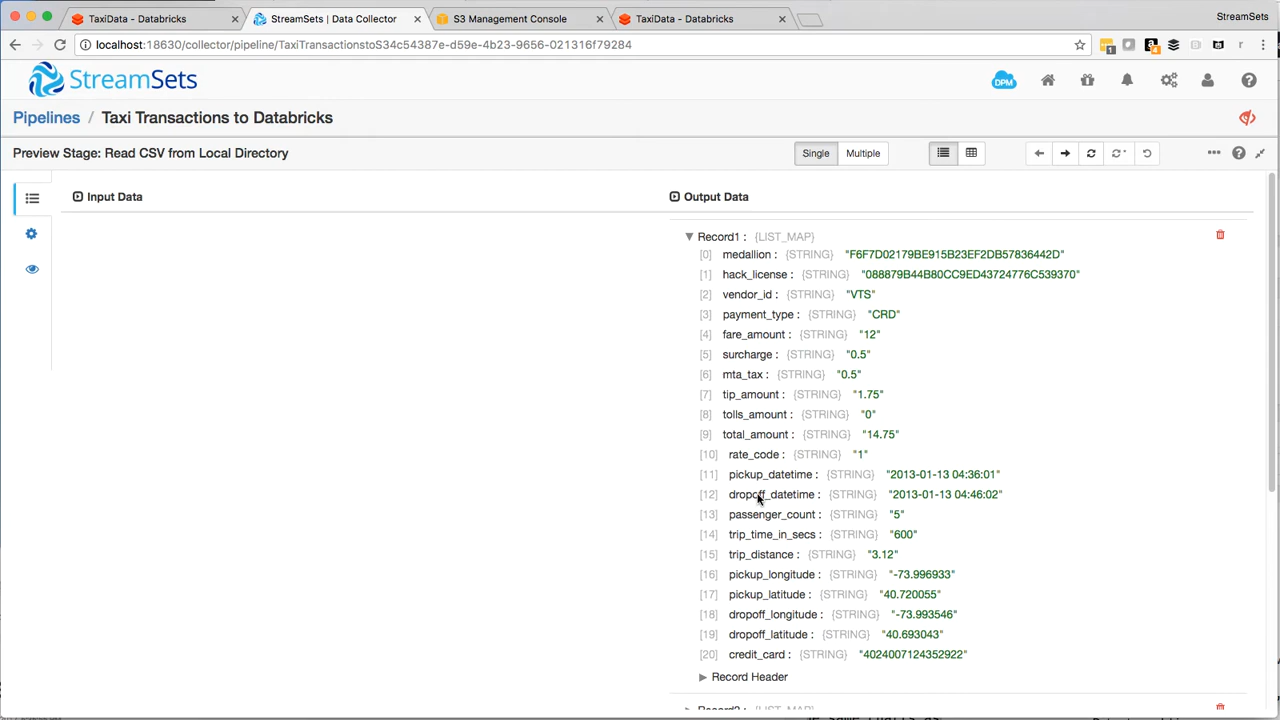 TaxiData - Databricks × StreamSets | Data Collector × S3 Management Console × TaxiData - Databricks × StreamSets
localhost:18630/collector/pipeline/TaxiTransactionstoS34c54387e-d59e-4b23-9656-021316f79284 1 4 r
StreamSets DPM
Pipelines / Taxi Transactions to Databricks
Preview Stage: Read CSV from Local Directory Single Multiple
Input Data Output Data
Record1 : {LIST_MAP}
[0] medallion : {STRING} "F6F7D02179BE915B23EF2DB57836442D"
[1] hack_license : {STRING} "088879B44B80CC9ED43724776C539370"
[2] vendor_id : {STRING} "VTS"
[3] payment_type : {STRING} "CRD"
[4] fare_amount : {STRING} "12"
[5] surcharge : {STRING} "0.5"
[6] mta_tax : {STRING} "0.5"
[7] tip_amount : {STRING} "1.75"
[8] tolls_amount : {STRING} "0"
[9] total_amount : {STRING} "14.75"
[10] rate_code : {STRING} "1"
[11] pickup_datetime : {STRING} "2013-01-13 04:36:01"
[12] dropoff_datetime : {STRING} "2013-01-13 04:46:02"
[13] passenger_count : {STRING} "5"
[14] trip_time_in_secs : {STRING} "600"
[15] trip_distance : {STRING} "3.12"
[16] pickup_longitude : {STRING} "-73.996933"
[17] pickup_latitude : {STRING} "40.720055"
[18] dropoff_longitude : {STRING} "-73.993546"
[19] dropoff_latitude : {STRING} "40.693043"
[20] credit_card : {STRING} "4024007124352922"
Record Header
Record2 : {LIST_MAP}